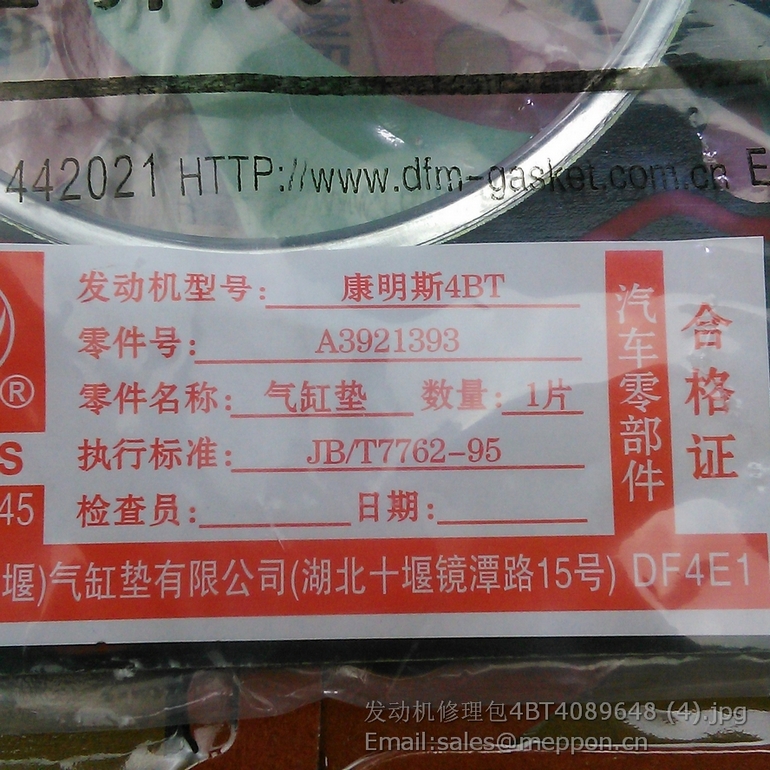 442021 HTTP://www.dfm-gasket.com.cn E
发动机型号: 康明斯4BT
零件号: A3921393
零件名称: 气缸垫 数量: 1片
执行标准: JB/T7762-95
检查员: 日期:
汽车零部件
合格证
®
S
45
堰)气缸垫有限公司(湖北十堰镜潭路15号) DF4E1
发动机修理包4BT4089648 (4).jpg
Email:sales@meppon.cn